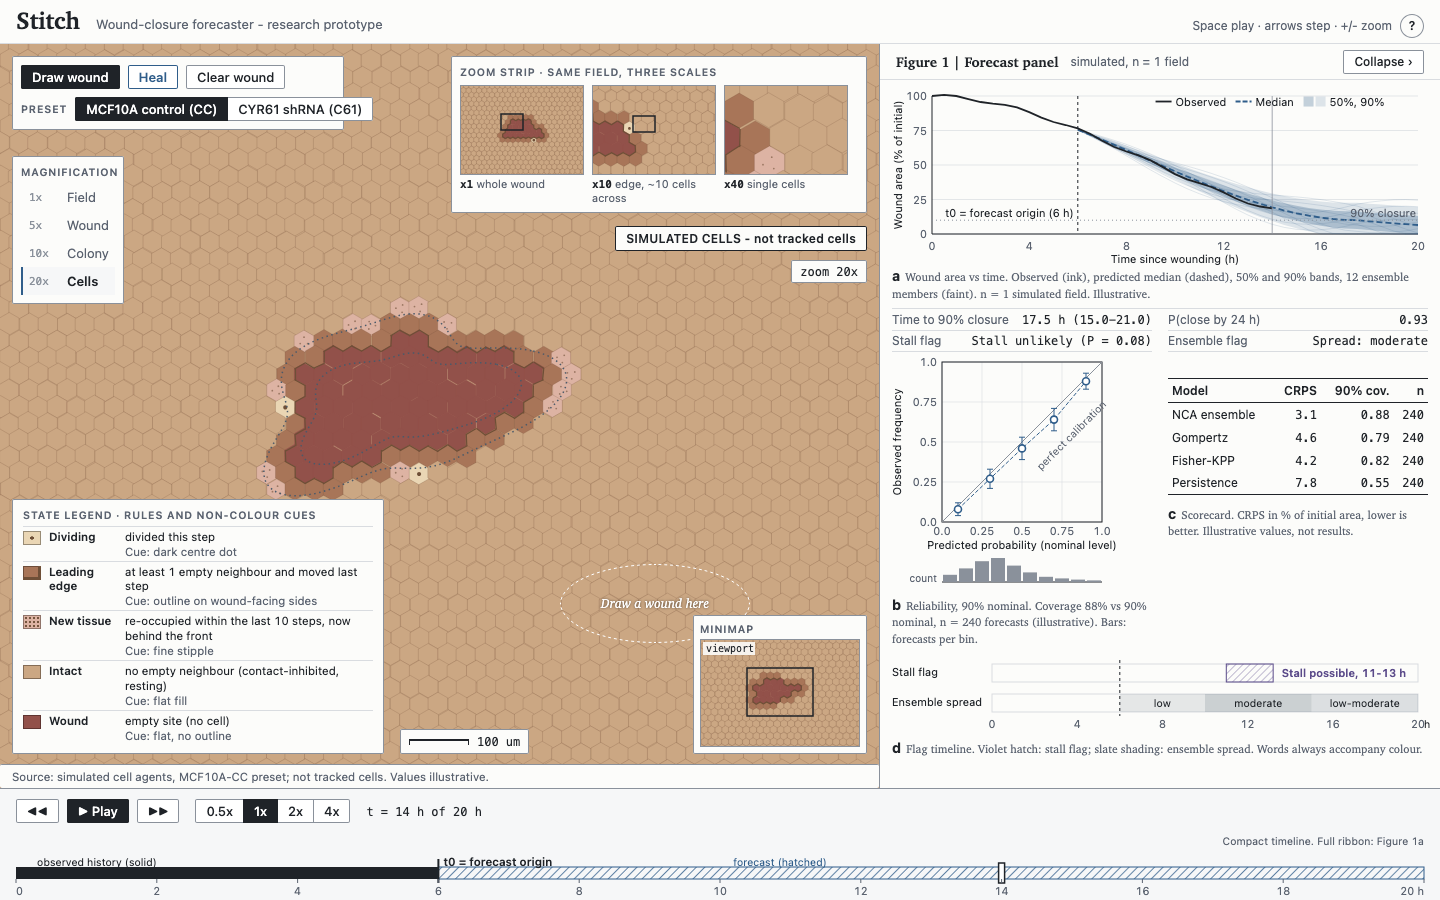 Stitch
Wound-closure forecaster - research prototype
Space play · arrows step · +/- zoom ?
Draw wound Heal Clear wound
PRESET MCF10A control (CC) CYR61 shRNA (C61)
MAGNIFICATION
1x Field
5x Wound
10x Colony
20x Cells
ZOOM STRIP · SAME FIELD, THREE SCALES
x1 whole wound
x10 edge, ~10 cells
across
x40 single cells
SIMULATED CELLS - not tracked cells
zoom 20x
STATE LEGEND · RULES AND NON-COLOUR CUES
Dividing divided this step
Cue: dark centre dot
Leading edge at least 1 empty neighbour and moved last
step
Cue: outline on wound-facing sides
New tissue re-occupied within the last 10 steps, now
behind the front
Cue: fine stipple
Intact no empty neighbour (contact-inhibited,
resting)
Cue: flat fill
Wound empty site (no cell)
Cue: flat, no outline
Draw a wound here
100 um
MINIMAP
viewport
Source: simulated cell agents, MCF10A-CC preset; not tracked cells. Values illustrative.
Figure 1 | Forecast panel simulated, n = 1 field
Collapse ›
Observed Median 50%, 90%
Wound area (% of initial)
100
75
50
25
0
t0 = forecast origin (6 h)
90% closure
0 4 8 12 16 20
Time since wounding (h)
a Wound area vs time. Observed (ink), predicted median (dashed), 50% and 90% bands, 12 ensemble
members (faint). n = 1 simulated field. Illustrative.
Time to 90% closure 17.5 h (15.0–21.0)
P(close by 24 h) 0.93
Stall flag Stall unlikely (P = 0.08)
Ensemble flag Spread: moderate
Observed frequency
1.0
0.75
0.5
0.25
0.0
perfect calibration
0.0 0.25 0.5 0.75 1.0
Predicted probability (nominal level)
count
b Reliability, 90% nominal. Coverage 88% vs 90%
nominal, n = 240 forecasts (illustrative). Bars:
forecasts per bin.
Model CRPS 90% cov. n
NCA ensemble 3.1 0.88 240
Gompertz 4.6 0.79 240
Fisher-KPP 4.2 0.82 240
Persistence 7.8 0.55 240
c Scorecard. CRPS in % of initial area, lower is
better. Illustrative values, not results.
Stall flag Stall possible, 11-13 h
Ensemble spread low moderate low-moderate
0 4 8 12 16 20h
d Flag timeline. Violet hatch: stall flag; slate shading: ensemble spread. Words always accompany colour.
◀◀ ▶ Play ▶▶ 0.5x 1x 2x 4x t = 14 h of 20 h
Compact timeline. Full ribbon: Figure 1a
observed history (solid) t0 = forecast origin forecast (hatched)
0 2 4 6 8 10 12 14 16 18 20 h